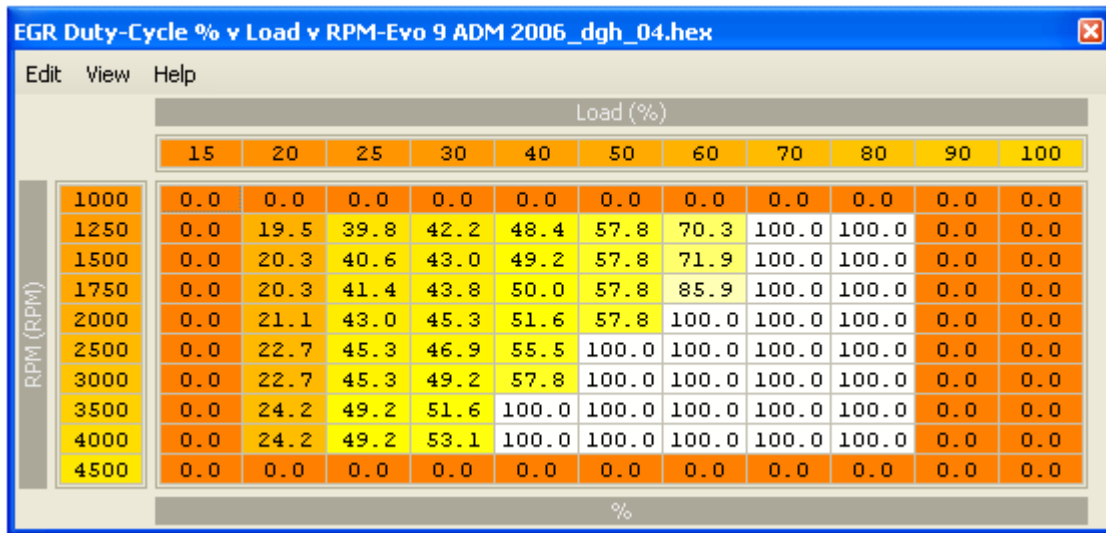 EGR Duty-Cycle % v Load v RPM-Evo 9 ADM 2006_dgh_04.hex
Edit View Help
Load (%)
15 20 25 30 40 50 60 70 80 90 100
RPM (RPM)
1000 0.0 0.0 0.0 0.0 0.0 0.0 0.0 0.0 0.0 0.0 0.0
1250 0.0 19.5 39.8 42.2 48.4 57.8 70.3 100.0 100.0 0.0 0.0
1500 0.0 20.3 40.6 43.0 49.2 57.8 71.9 100.0 100.0 0.0 0.0
1750 0.0 20.3 41.4 43.8 50.0 57.8 85.9 100.0 100.0 0.0 0.0
2000 0.0 21.1 43.0 45.3 51.6 57.8 100.0 100.0 100.0 0.0 0.0
2500 0.0 22.7 45.3 46.9 55.5 100.0 100.0 100.0 100.0 0.0 0.0
3000 0.0 22.7 45.3 49.2 57.8 100.0 100.0 100.0 100.0 0.0 0.0
3500 0.0 24.2 49.2 51.6 100.0 100.0 100.0 100.0 100.0 0.0 0.0
4000 0.0 24.2 49.2 53.1 100.0 100.0 100.0 100.0 100.0 0.0 0.0
4500 0.0 0.0 0.0 0.0 0.0 0.0 0.0 0.0 0.0 0.0 0.0
%